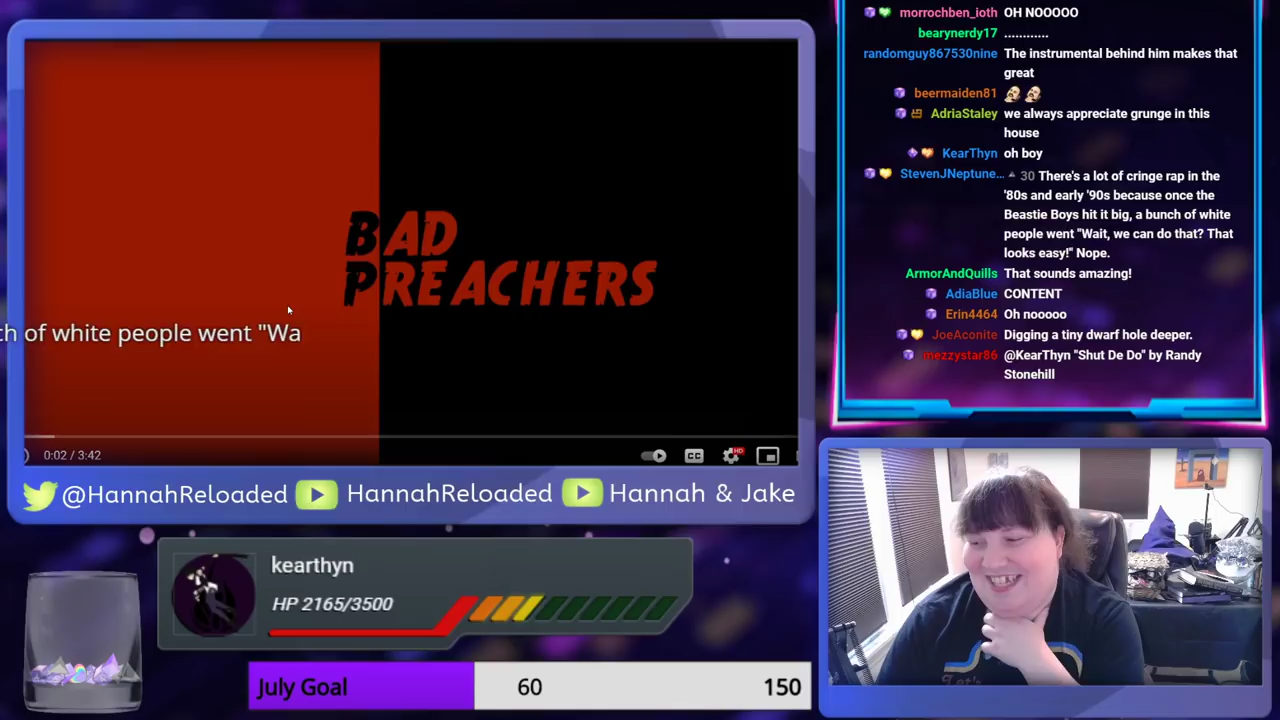 BAD
PREACHERS
ch of white people went "Wa
0:02 / 3:42
CC
HD
@HannahReloaded
HannahReloaded
Hannah & Jake
kearthyn
HP 2165/3500
July Goal 60 150
morrochben_ioth OH NOOOOO
bearynerdy17 ............
randomguy867530nine The instrumental behind him makes that
great
beermaiden81
AdriaStaley we always appreciate grunge in this
house
KearThyn oh boy
StevenJNeptune... 30 There's a lot of cringe rap in the
'80s and early '90s because once the
Beastie Boys hit it big, a bunch of white
people went "Wait, we can do that? That
looks easy!" Nope.
ArmorAndQuills That sounds amazing!
AdiaBlue CONTENT
Erin4464 Oh nooooo
JoeAconite Digging a tiny dwarf hole deeper.
mezzystar86 @KearThyn "Shut De Do" by Randy
Stonehill
Let's